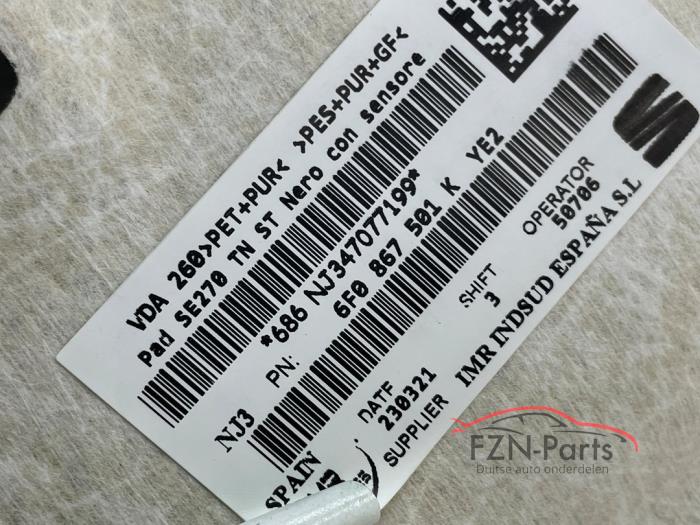 VDA 260>PET+PUR< >PES+PUR+GF<
Pad SE270 TN ST Nero con sensore
*686 NJ347077199*
PN: 6F0 867 501 K YE2
NJ3
DATF SHIFT OPERATOR
230321 3 50706
SUPPLIER IMR INDSUD ESPAÑA S.L
SPAIN
FZN-Parts
Duitse auto onderdelen